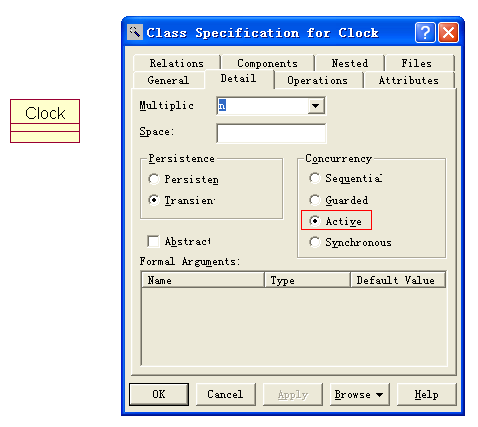 Clock
Class Specification for Clock
Relations Components Nested Files
General Detail Operations Attributes
Multiplic n
Space:
Persistence
Persisten
Transien
Abstract
Concurrency
Sequential
Guarded
Active
Synchronous
Formal Arguments:
Name Type Default Value
OK Cancel Apply Browse Help